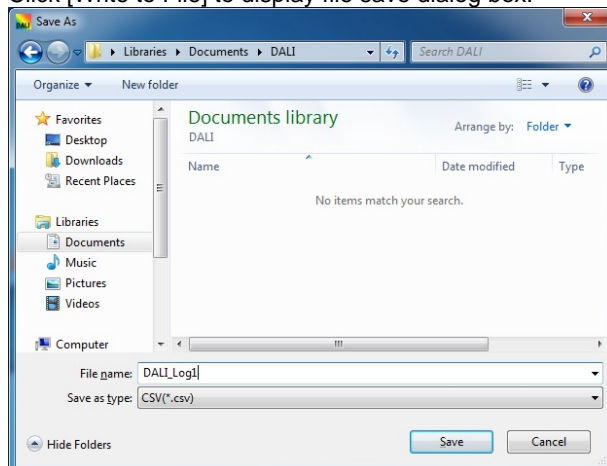 Click [Write to File] to display file save dialog box.
DALI Save As
Libraries Documents DALI Search DALI
Organize New folder
Favorites
Desktop
Downloads
Recent Places
Libraries
Documents
Music
Pictures
Videos
Computer
Documents library
DALI
Arrange by: Folder
Name Date modified Type
No items match your search.
File name: DALI_Log1
Save as type: CSV(*.csv)
Hide Folders Save Cancel